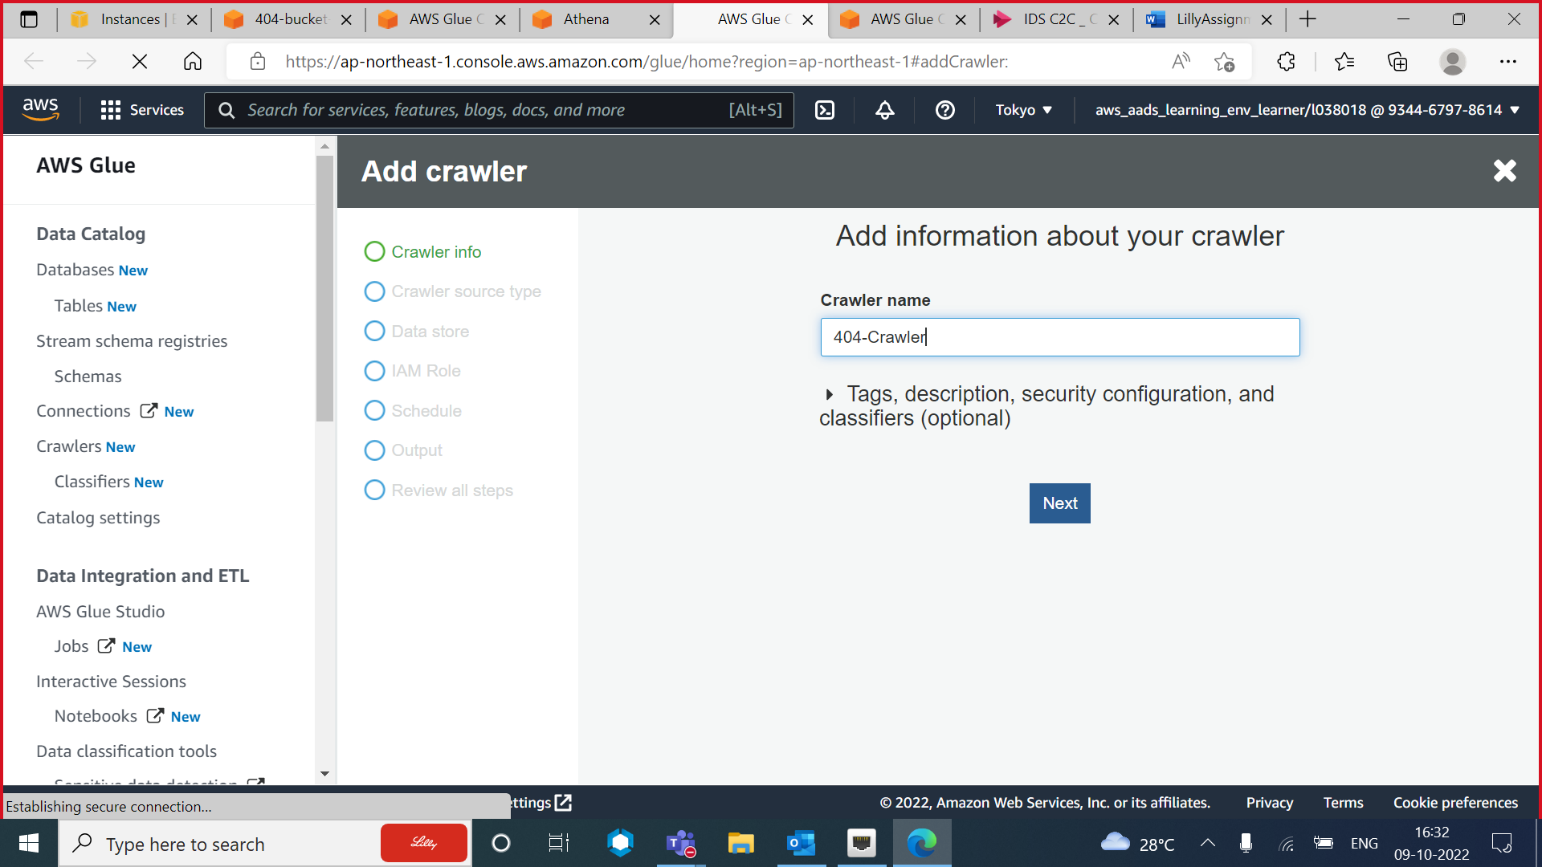 Instances | E
404-bucket
AWS Glue C
Athena
AWS Glue C
AWS Glue C
IDS C2C _ C
LillyAssignm
https://ap-northeast-1.console.aws.amazon.com/glue/home?region=ap-northeast-1#addCrawler:
aws
Services
Search for services, features, blogs, docs, and more
[Alt+S]
Tokyo
aws_aads_learning_env_learner/l038018 @ 9344-6797-8614
AWS Glue
Data Catalog
Databases New
Tables New
Stream schema registries
Schemas
Connections New
Crawlers New
Classifiers New
Catalog settings
Data Integration and ETL
AWS Glue Studio
Jobs New
Interactive Sessions
Notebooks New
Data classification tools
Sensitive data detection
Add crawler
Crawler info
Crawler source type
Data store
IAM Role
Schedule
Output
Review all steps
Add information about your crawler
Crawler name
404-Crawler
Tags, description, security configuration, and
classifiers (optional)
Next
Establishing secure connection...
ettings
© 2022, Amazon Web Services, Inc. or its affiliates.
Privacy
Terms
Cookie preferences
Type here to search
Lilly
28°C
ENG
16:32
09-10-2022